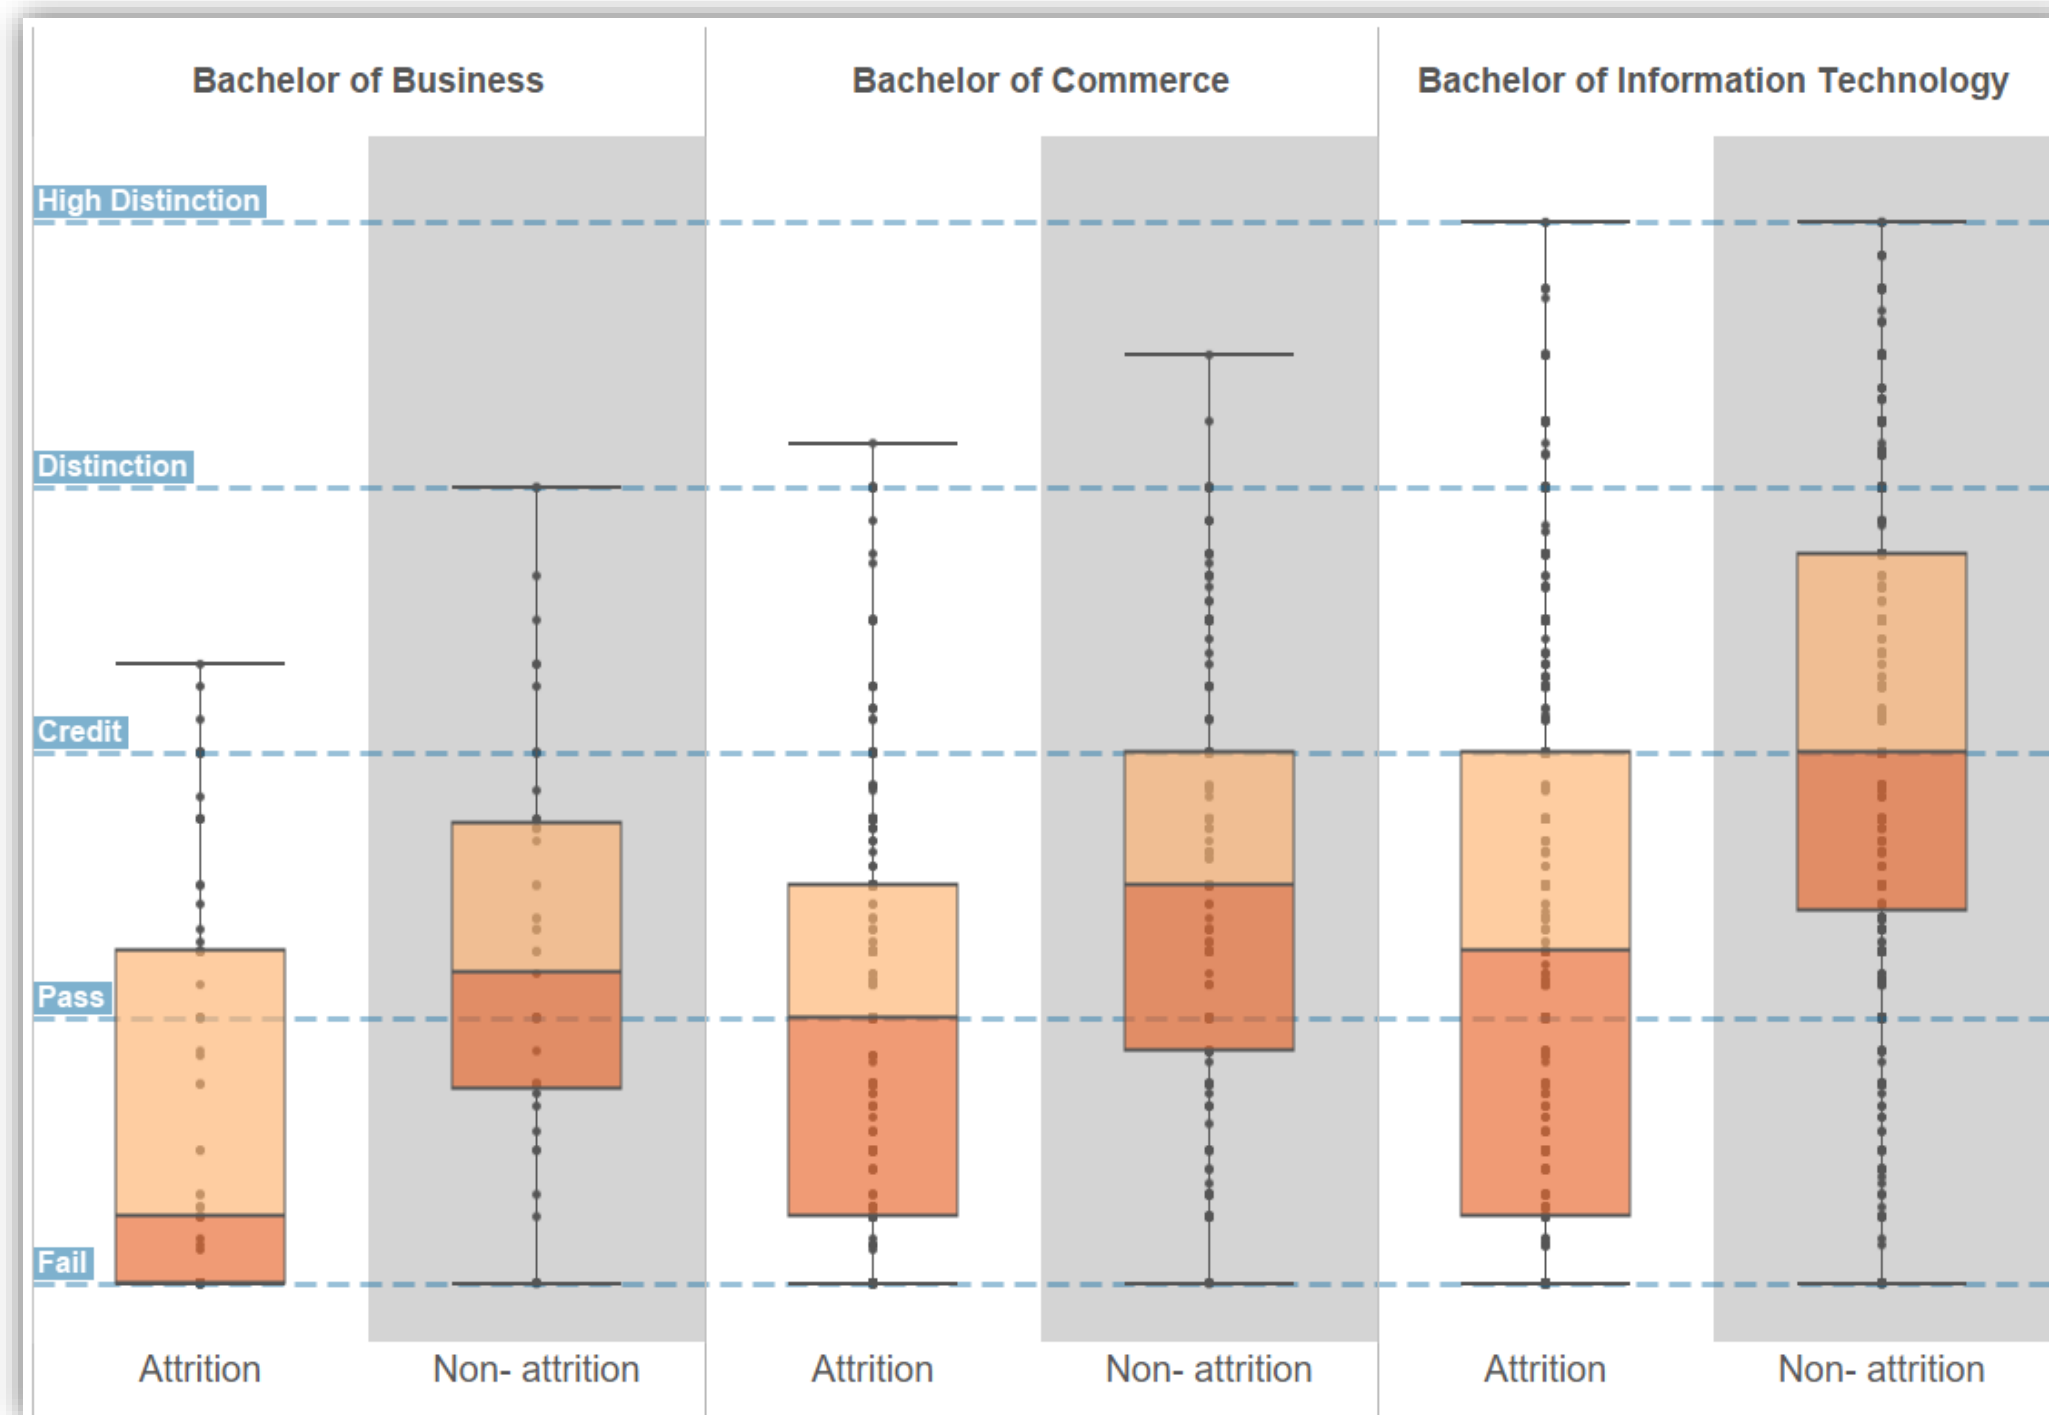 Bachelor of Business
Bachelor of Commerce
Bachelor of Information Technology
High Distinction
Distinction
Credit
Pass
Fail
Attrition
Non- attrition
Attrition
Non- attrition
Attrition
Non- attrition